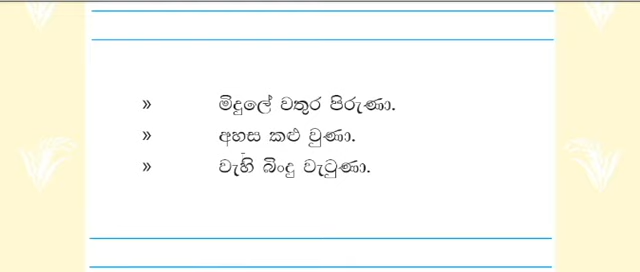 » මිදුලේ වතුර පිරුණා.
» අහස කළු වුණා.
» වැහි බිංදු වැටුණා.